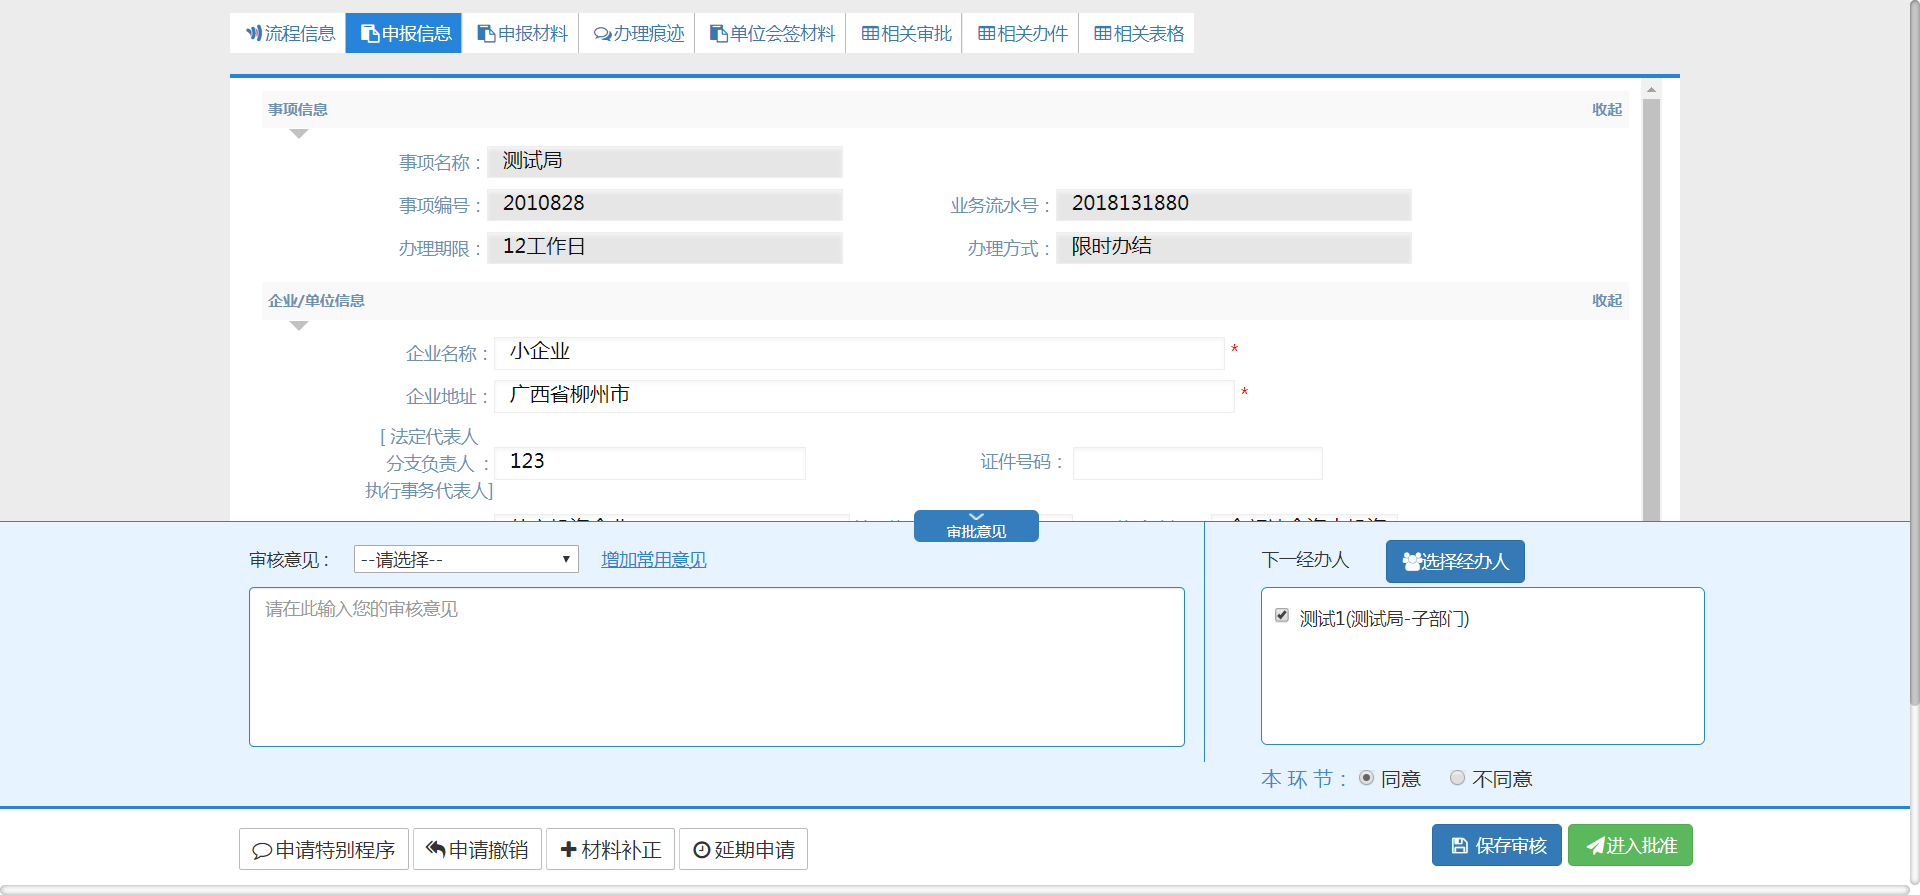 流程信息 申报信息 申报材料 办理痕迹 单位会签材料 相关审批 相关办件 相关表格
事项信息 收起
事项名称： 测试局
事项编号： 2010828 业务流水号： 2018131880
办理期限： 12工作日 办理方式： 限时办结
企业/单位信息 收起
企业名称： 小企业 *
企业地址： 广西省柳州市 *
[ 法定代表人
分支负责人 ： 123 证件号码：
执行事务代表人]
审批意见
审核意见： --请选择-- 增加常用意见 下一经办人 选择经办人
请在此输入您的审核意见
测试1(测试局-子部门)
本 环 节 ： 同意 不同意
申请特别程序 申请撤销 材料补正 延期申请 保存审核 进入批准